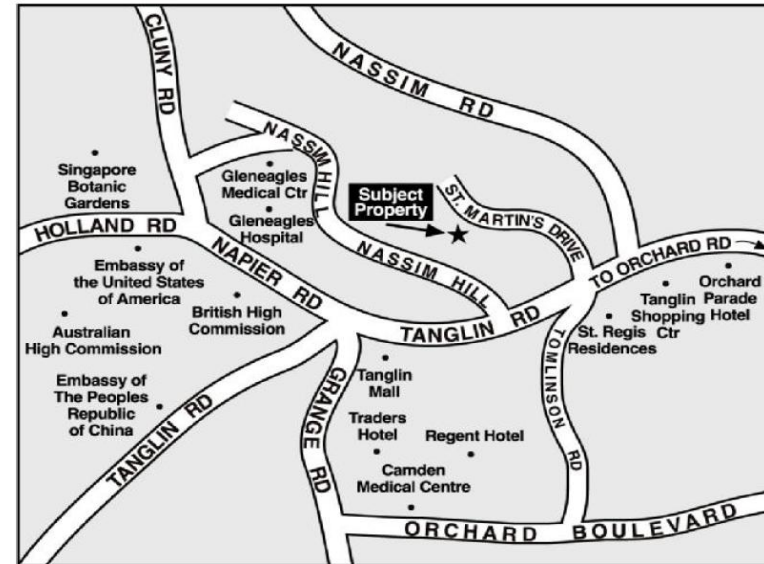 CLUNY RD
NASSIM RD
NASSIM HILL
Singapore
Botanic
Gardens
Gleneagles
Medical Ctr
Gleneagles
Hospital
Subject
Property
ST. MARTIN'S DRIVE
HOLLAND RD
NAPIER RD
NASSIM HILL
TO ORCHARD RD
Embassy of
the United States
of America
British High
Commission
Australian
High Commission
TANGLIN RD
Orchard
Parade
Hotel
Tanglin
Shopping
Ctr
St. Regis
Residences
Embassy of
The Peoples
Republic
of China
TANGLIN RD
GRANGE RD
Tanglin
Mall
Traders
Hotel
Regent Hotel
Camden
Medical Centre
TOMLINSON RD
ORCHARD BOULEVARD